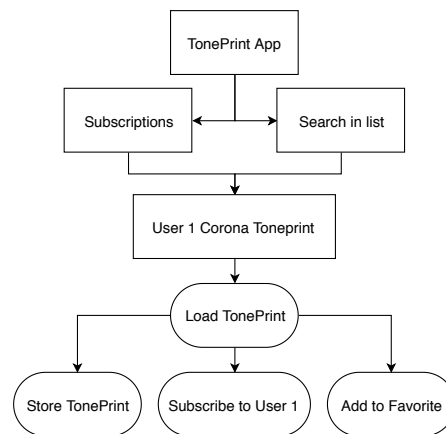 TonePrint App
Subscriptions
Search in list
User 1 Corona Toneprint
Load TonePrint
Store TonePrint
Subscribe to User 1
Add to Favorite